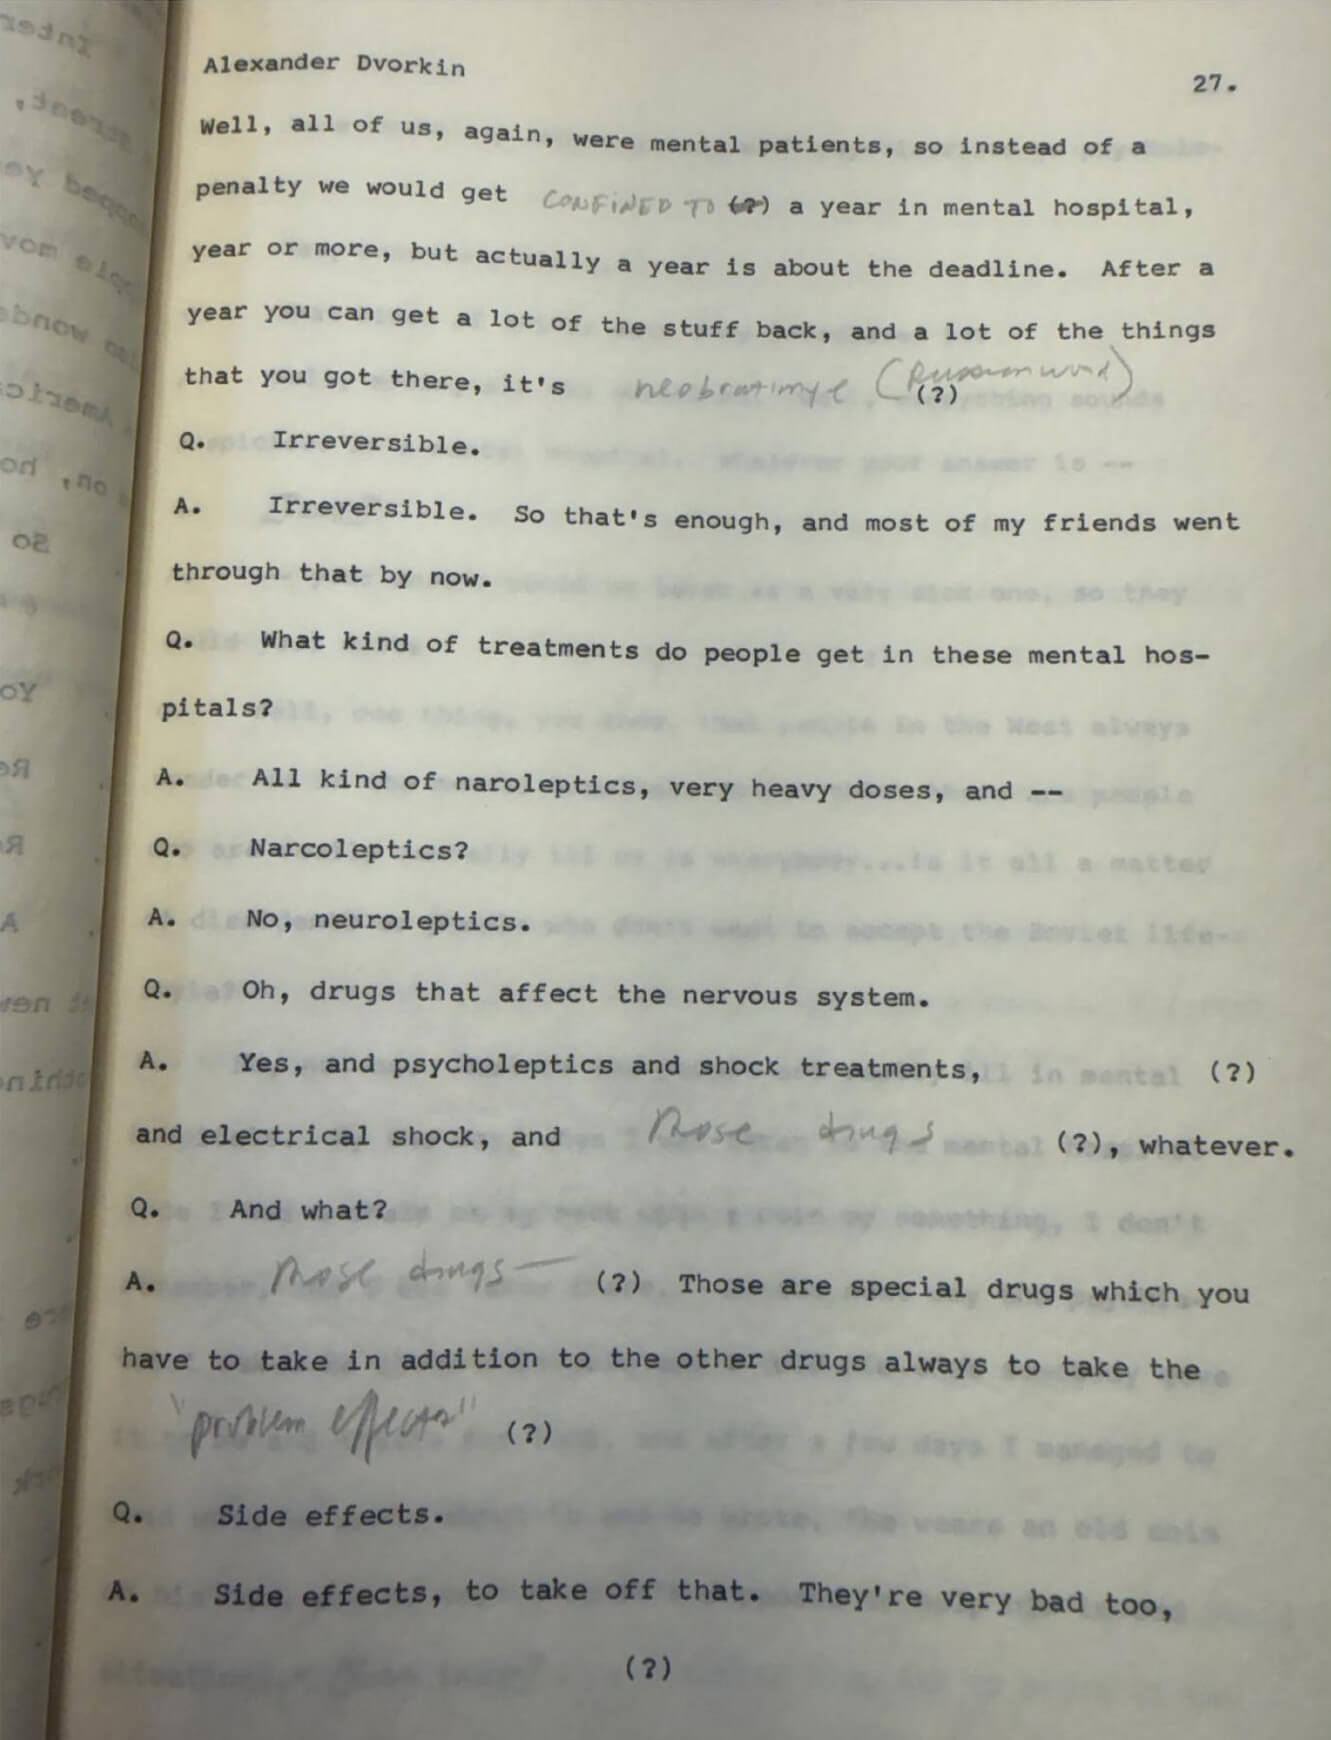 Alexander Dvorkin 27.
Well, all of us, again, were mental patients, so instead of a
penalty we would get CONFINED TO (?) a year in mental hospital,
year or more, but actually a year is about the deadline. After a
year you can get a lot of the stuff back, and a lot of the things
that you got there, it's neobratimye (Russian word) (?)
Q. Irreversible.
A. Irreversible. So that's enough, and most of my friends went
through that by now.
Q. What kind of treatments do people get in these mental hos-
pitals?
A. All kind of naroleptics, very heavy doses, and --
Q. Narcoleptics?
A. No, neuroleptics.
Q. Oh, drugs that affect the nervous system.
A. Yes, and psycholeptics and shock treatments, (?)
and electrical shock, and those drugs (?), whatever.
Q. And what?
A. those drugs — (?) Those are special drugs which you
have to take in addition to the other drugs always to take the
"problem effects" (?)
Q. Side effects.
A. Side effects, to take off that. They're very bad too,
(?)